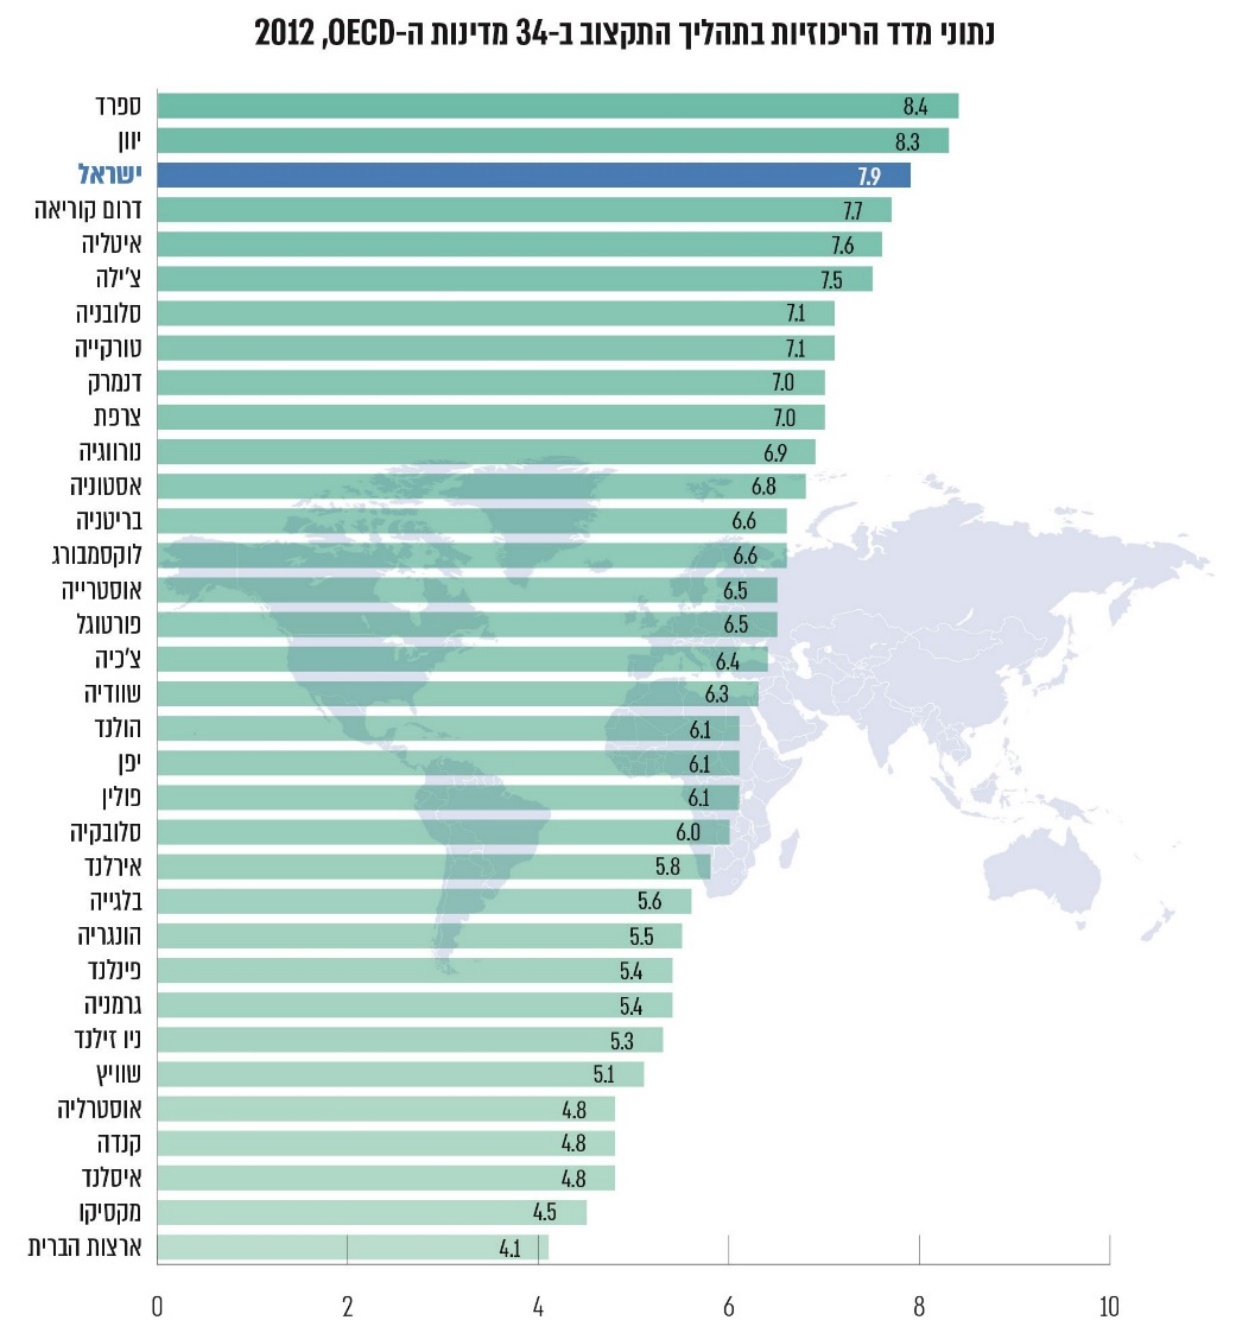 נתוני מדד הריכוזיות בתהליך התקצוב ב-34 מדינות ה-OECD, 2012
ספרד 8.4
יוון 8.3
ישראל 7.9
דרום קוריאה 7.7
איטליה 7.6
צ'ילה 7.5
סלובניה 7.1
טורקייה 7.1
דנמרק 7.0
צרפת 7.0
נורווגיה 6.9
אסטוניה 6.8
בריטניה 6.6
לוקסמבורג 6.6
אוסטרייה 6.5
פורטוגל 6.5
צ'כיה 6.4
שוודיה 6.3
הולנד 6.1
יפן 6.1
פולין 6.1
סלובקיה 6.0
אירלנד 5.8
בלגייה 5.6
הונגריה 5.5
פינלנד 5.4
גרמניה 5.4
ניו זילנד 5.3
שוויץ 5.1
אוסטרליה 4.8
קנדה 4.8
איסלנד 4.8
מקסיקו 4.5
ארצות הברית 4.1
0 2 4 6 8 10